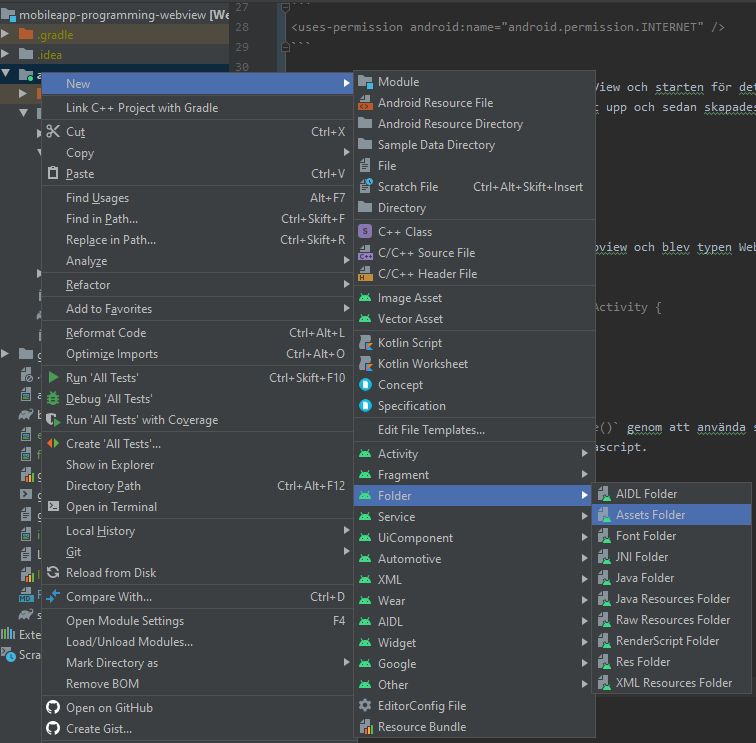 mobileapp-programming-webview [We
.gradle
.idea
a
27
28
29
30
```
<uses-permission android:name="android.permission.INTERNET" />
```
View och starten för det
t upp och sedan skapades
bview och blev typen Web
Activity {
e()` genom att använda s
ascript.
New
Link C++ Project with Gradle
Cut Ctrl+X
Copy
Paste Ctrl+V
Find Usages Alt+F7
Find in Path... Ctrl+Skift+F
Replace in Path... Ctrl+Skift+R
Analyze
Refactor
Add to Favorites
Reformat Code Ctrl+Alt+L
Optimize Imports Ctrl+Alt+O
Run 'All Tests' Ctrl+Skift+F10
Debug 'All Tests'
Run 'All Tests' with Coverage
Create 'All Tests'...
Show in Explorer
Directory Path Ctrl+Alt+F12
Open in Terminal
Local History
Git
Reload from Disk
Compare With... Ctrl+D
Open Module Settings F4
Load/Unload Modules...
Mark Directory as
Remove BOM
Open on GitHub
Create Gist...
Exte
Scra
Module
Android Resource File
Android Resource Directory
Sample Data Directory
File
Scratch File Ctrl+Alt+Skift+Insert
Directory
S C++ Class
C/C++ Source File
C/C++ Header File
Image Asset
Vector Asset
Kotlin Script
Kotlin Worksheet
Concept
Specification
Edit File Templates...
Activity
Fragment
Folder
Service
UiComponent
Automotive
XML
Wear
AIDL
Widget
Google
Other
EditorConfig File
Resource Bundle
AIDL Folder
Assets Folder
Font Folder
JNI Folder
Java Folder
Java Resources Folder
Raw Resources Folder
RenderScript Folder
Res Folder
XML Resources Folder